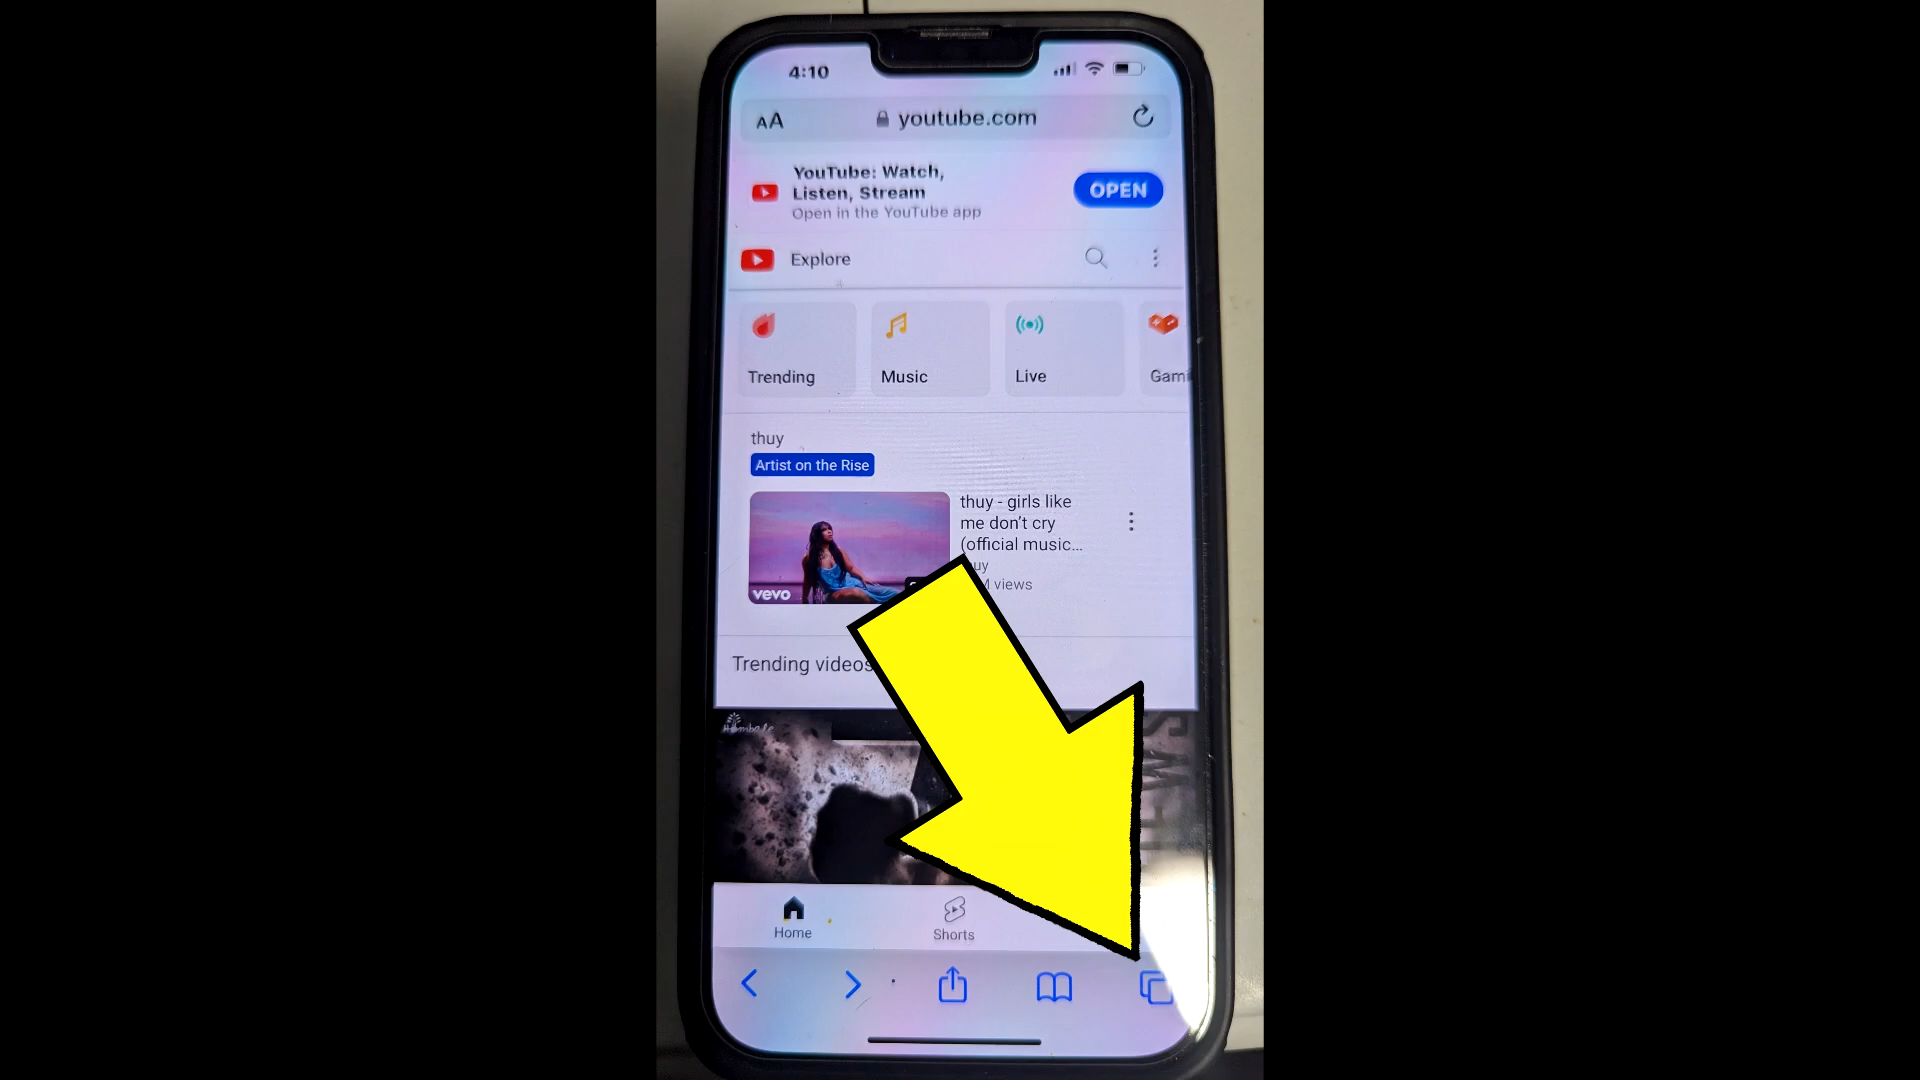 4:10
AA youtube.com
YouTube: Watch,
Listen, Stream
Open in the YouTube app
OPEN
Explore
Trending
Music
Live
Gami
thuy
Artist on the Rise
thuy - girls like
me don't cry
(official music...
uy
views
vevo
Trending videos
Hombale
Home
Shorts